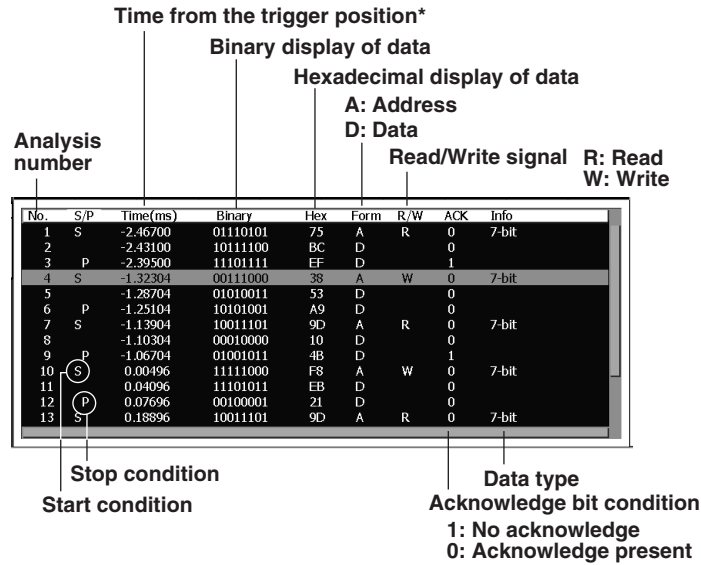 Time from the trigger position*
Binary display of data
Hexadecimal display of data
A: Address
D: Data
Analysis
number
Read/Write signal R: Read
W: Write
No. S/P Time(ms) Binary Hex Form R/W ACK Info
1 S -2.46700 01110101 75 A R 0 7-bit
2 -2.43100 10111100 BC D 0
3 P -2.39500 11101111 EF D 1
4 S -1.32304 00111000 38 A W 0 7-bit
5 -1.28704 01010011 53 D 0
6 P -1.25104 10101001 A9 D 0
7 S -1.13904 10011101 9D A R 0 7-bit
8 -1.10304 00010000 10 D 0
9 P -1.06704 01001011 4B D 1
10 S 0.00496 11111000 F8 A W 0 7-bit
11 0.04096 11101011 EB D 0
12 P 0.07696 00100001 21 D 0
13 S 0.18896 10011101 9D A R 0 7-bit
Stop condition
Start condition
Data type
Acknowledge bit condition
1: No acknowledge
0: Acknowledge present